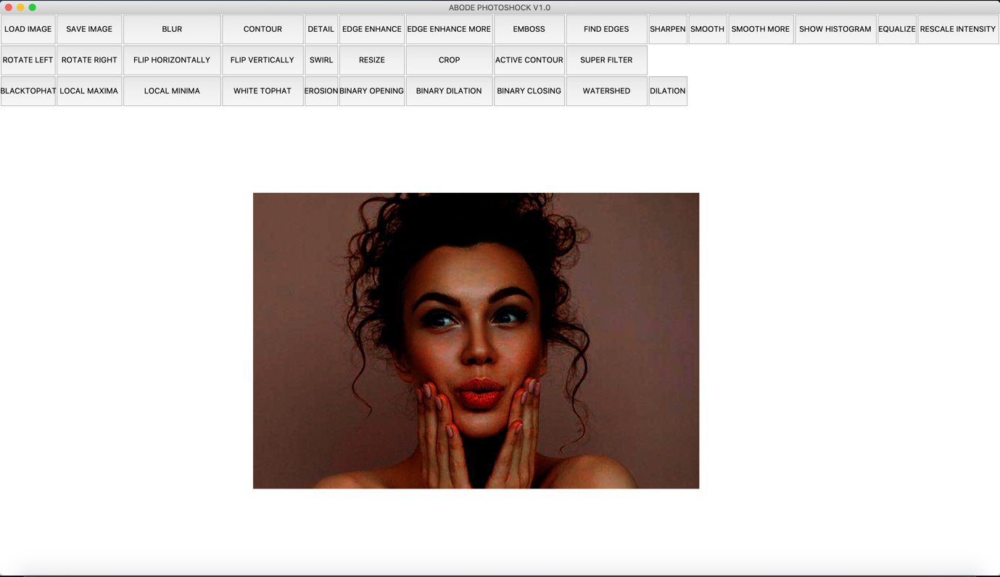 ABODE PHOTOSHOCK V1.0
LOAD IMAGE SAVE IMAGE BLUR CONTOUR DETAIL EDGE ENHANCE EDGE ENHANCE MORE EMBOSS FIND EDGES SHARPEN SMOOTH SMOOTH MORE SHOW HISTOGRAM EQUALIZE RESCALE INTENSITY
ROTATE LEFT ROTATE RIGHT FLIP HORIZONTALLY FLIP VERTICALLY SWIRL RESIZE CROP ACTIVE CONTOUR SUPER FILTER
BLACKTOPHAT LOCAL MAXIMA LOCAL MINIMA WHITE TOPHAT EROSION BINARY OPENING BINARY DILATION BINARY CLOSING WATERSHED DILATION